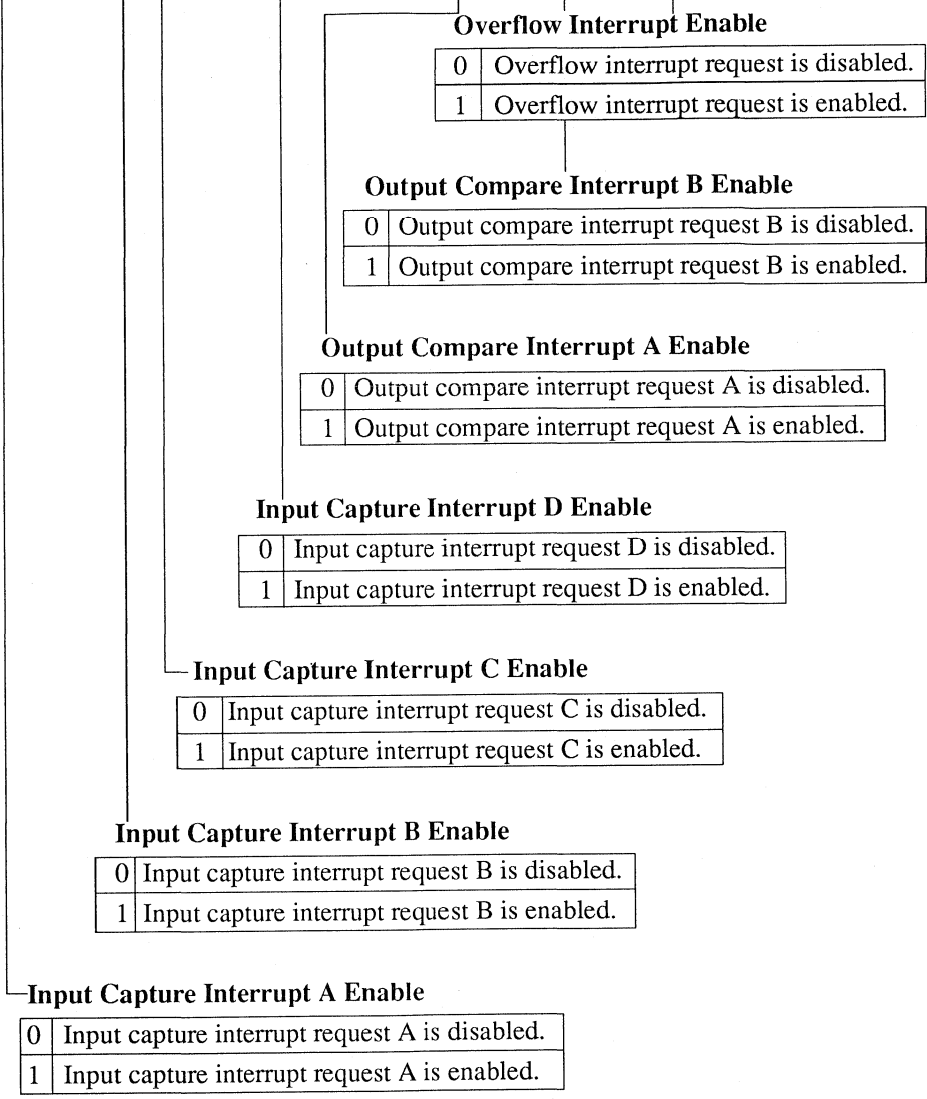 Overflow Interrupt Enable
0 Overflow interrupt request is disabled.
1 Overflow interrupt request is enabled.
Output Compare Interrupt B Enable
0 Output compare interrupt request B is disabled.
1 Output compare interrupt request B is enabled.
Output Compare Interrupt A Enable
0 Output compare interrupt request A is disabled.
1 Output compare interrupt request A is enabled.
Input Capture Interrupt D Enable
0 Input capture interrupt request D is disabled.
1 Input capture interrupt request D is enabled.
Input Capture Interrupt C Enable
0 Input capture interrupt request C is disabled.
1 Input capture interrupt request C is enabled.
Input Capture Interrupt B Enable
0 Input capture interrupt request B is disabled.
1 Input capture interrupt request B is enabled.
Input Capture Interrupt A Enable
0 Input capture interrupt request A is disabled.
1 Input capture interrupt request A is enabled.